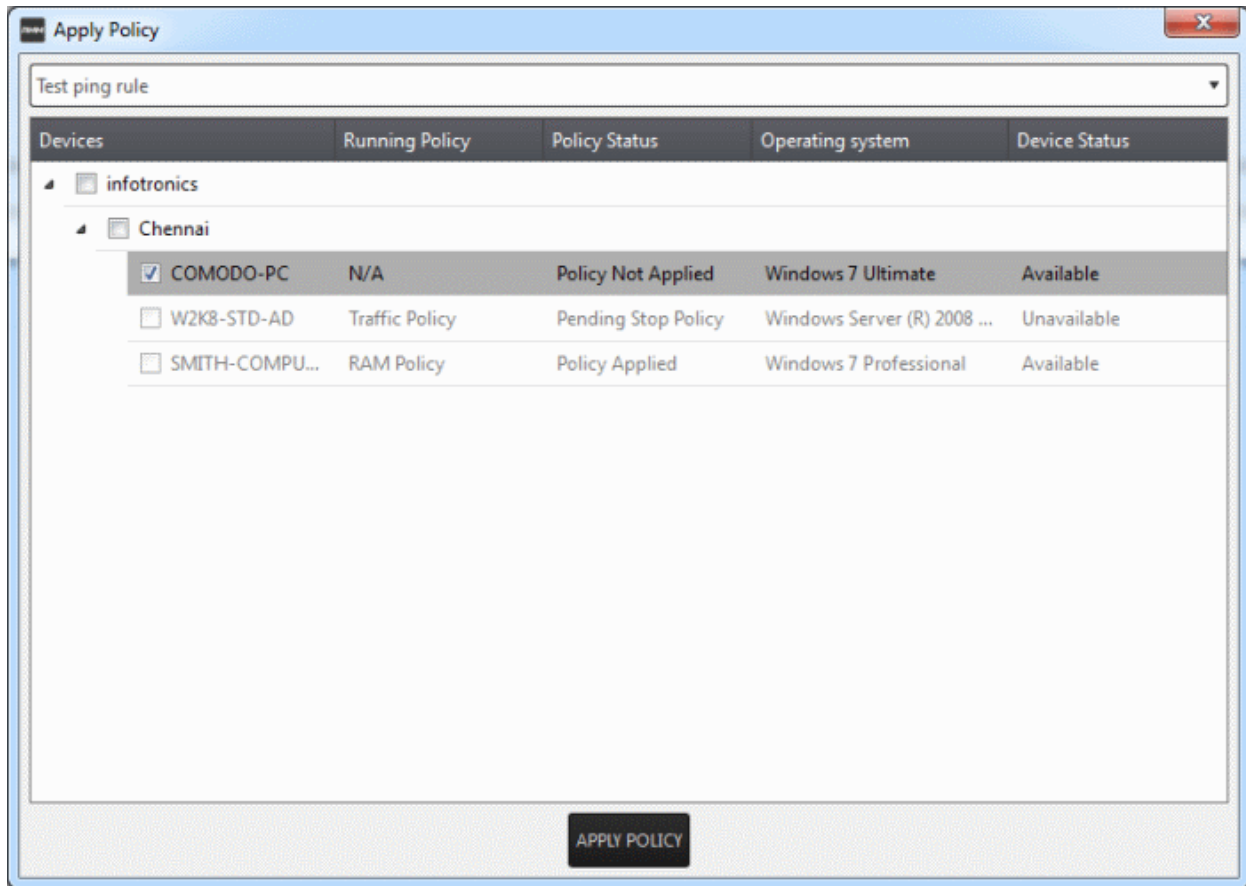 Apply Policy
Test ping rule
Devices Running Policy Policy Status Operating system Device Status
infotronics
Chennai
COMODO-PC N/A Policy Not Applied Windows 7 Ultimate Available
W2K8-STD-AD Traffic Policy Pending Stop Policy Windows Server (R) 2008 ... Unavailable
SMITH-COMPU... RAM Policy Policy Applied Windows 7 Professional Available
APPLY POLICY